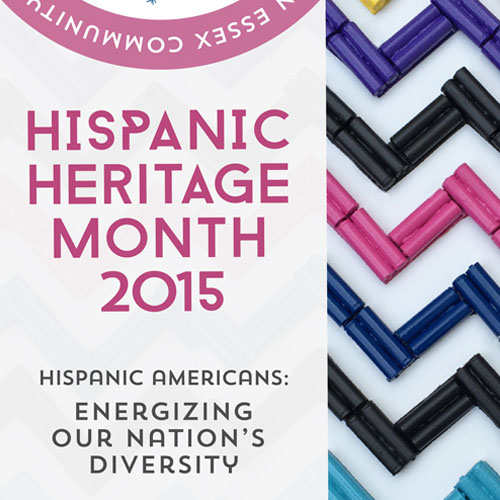 N ESSEX COMMUNITY
HISPANIC
HERITAGE
MONTH
2015
HISPANIC AMERICANS:
ENERGIZING
OUR NATION'S
DIVERSITY